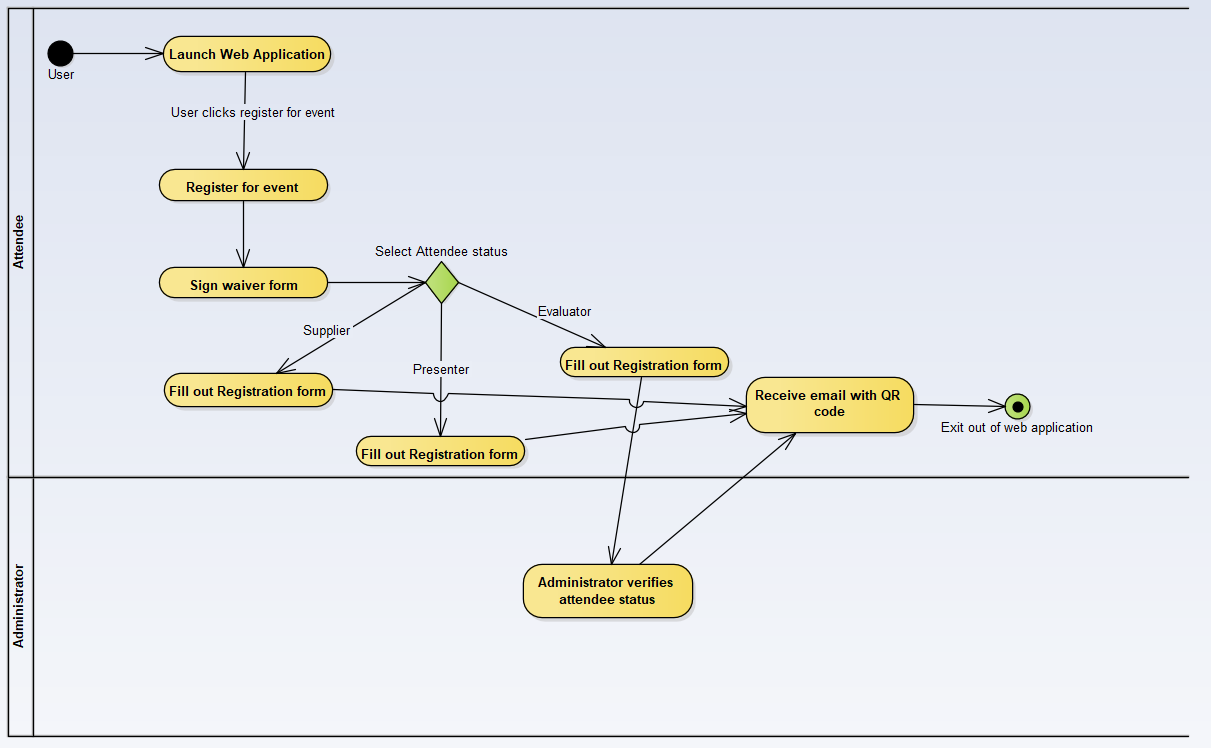 Attendee
User
Launch Web Application
User clicks register for event
Register for event
Sign waiver form
Select Attendee status
Supplier
Presenter
Evaluator
Fill out Registration form
Fill out Registration form
Fill out Registration form
Receive email with QR
code
Exit out of web application
Administrator
Administrator verifies
attendee status